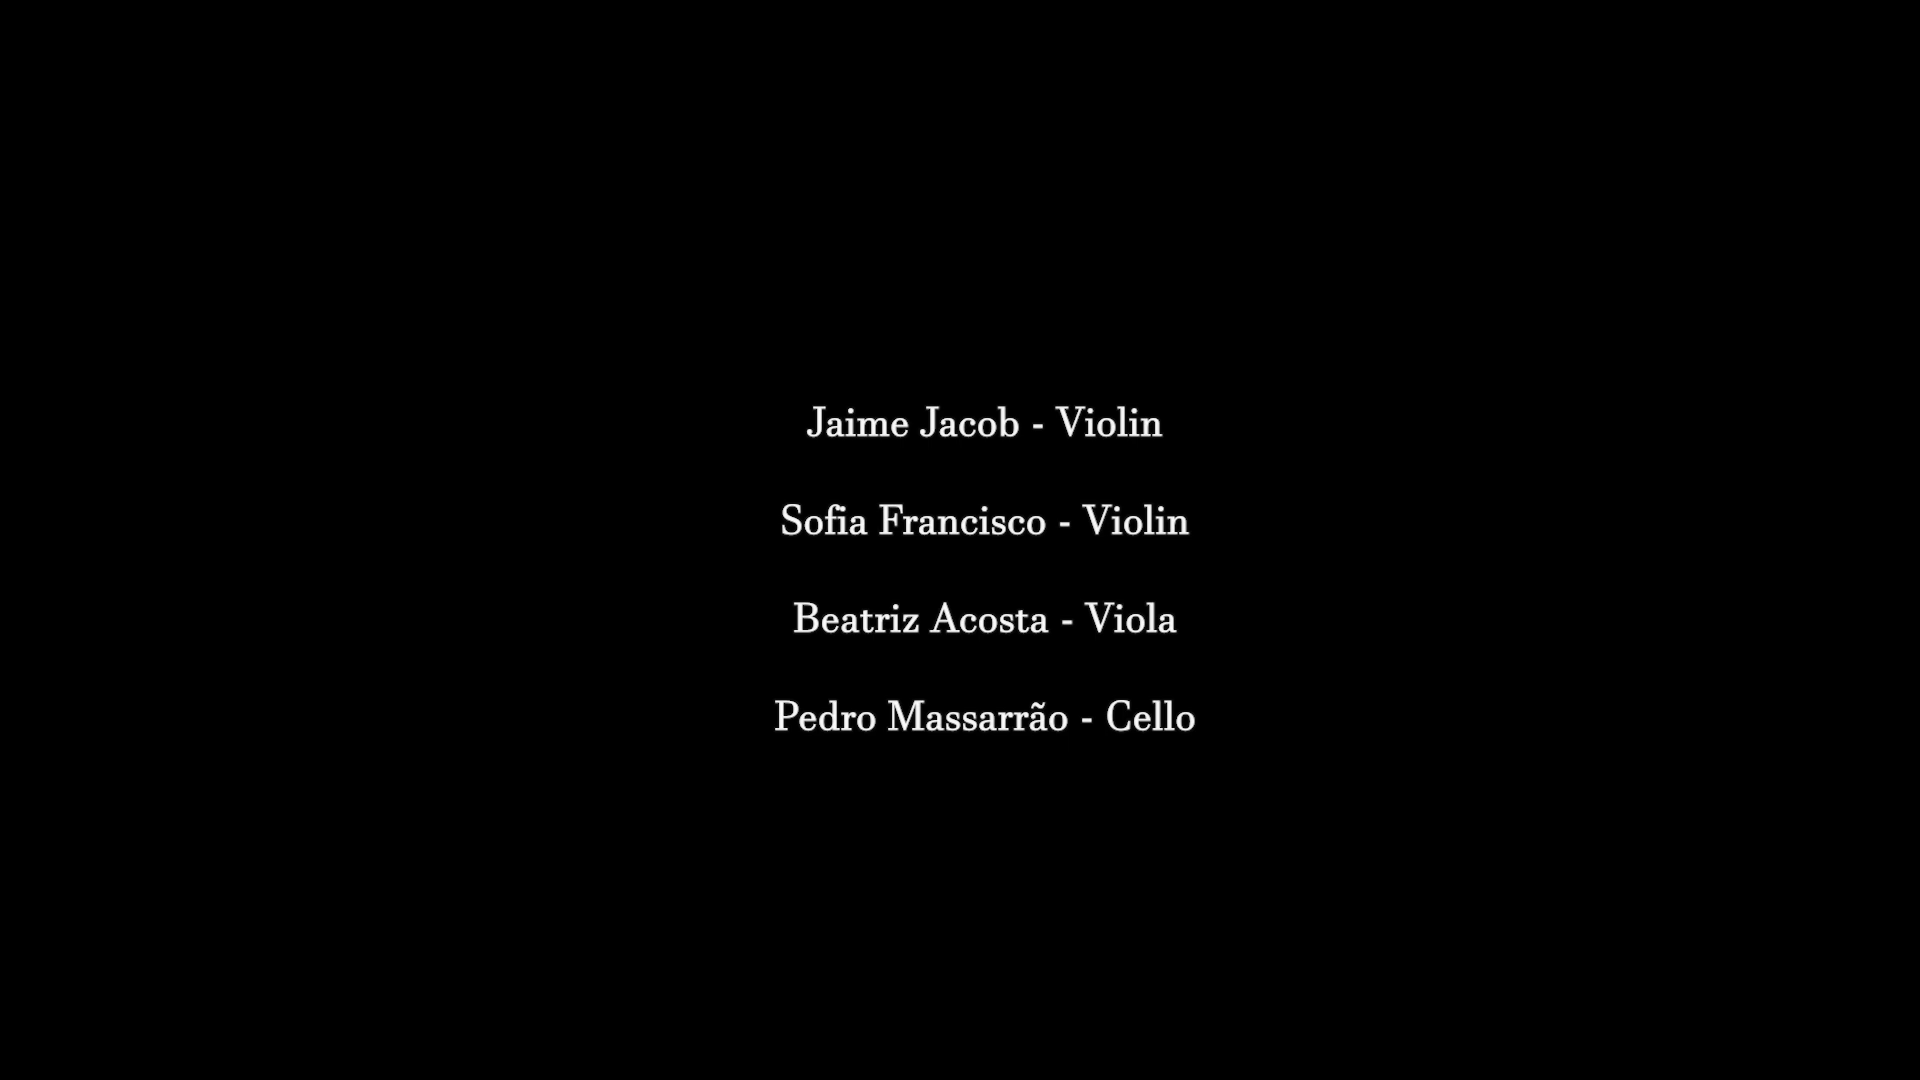 Jaime Jacob - Violin
Sofia Francisco - Violin
Beatriz Acosta - Viola
Pedro Massarrão - Cello